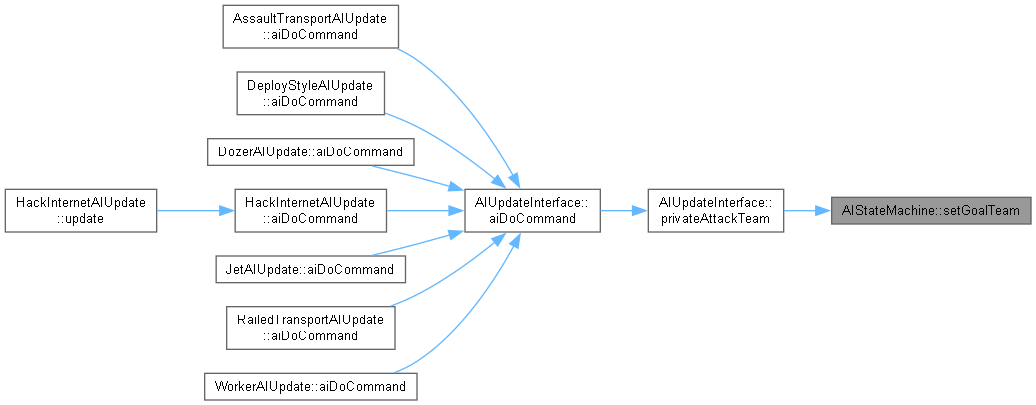 AssaultTransportAIUpdate
::aiDoCommand
DeployStyleAIUpdate
::aiDoCommand
DozerAIUpdate::aiDoCommand
HackInternetAIUpdate
::update
HackInternetAIUpdate
::aiDoCommand
AIUpdateInterface::
aiDoCommand
AIUpdateInterface::
privateAttackTeam
AIStateMachine::setGoalTeam
JetAIUpdate::aiDoCommand
RailedTransportAIUpdate
::aiDoCommand
WorkerAIUpdate::aiDoCommand